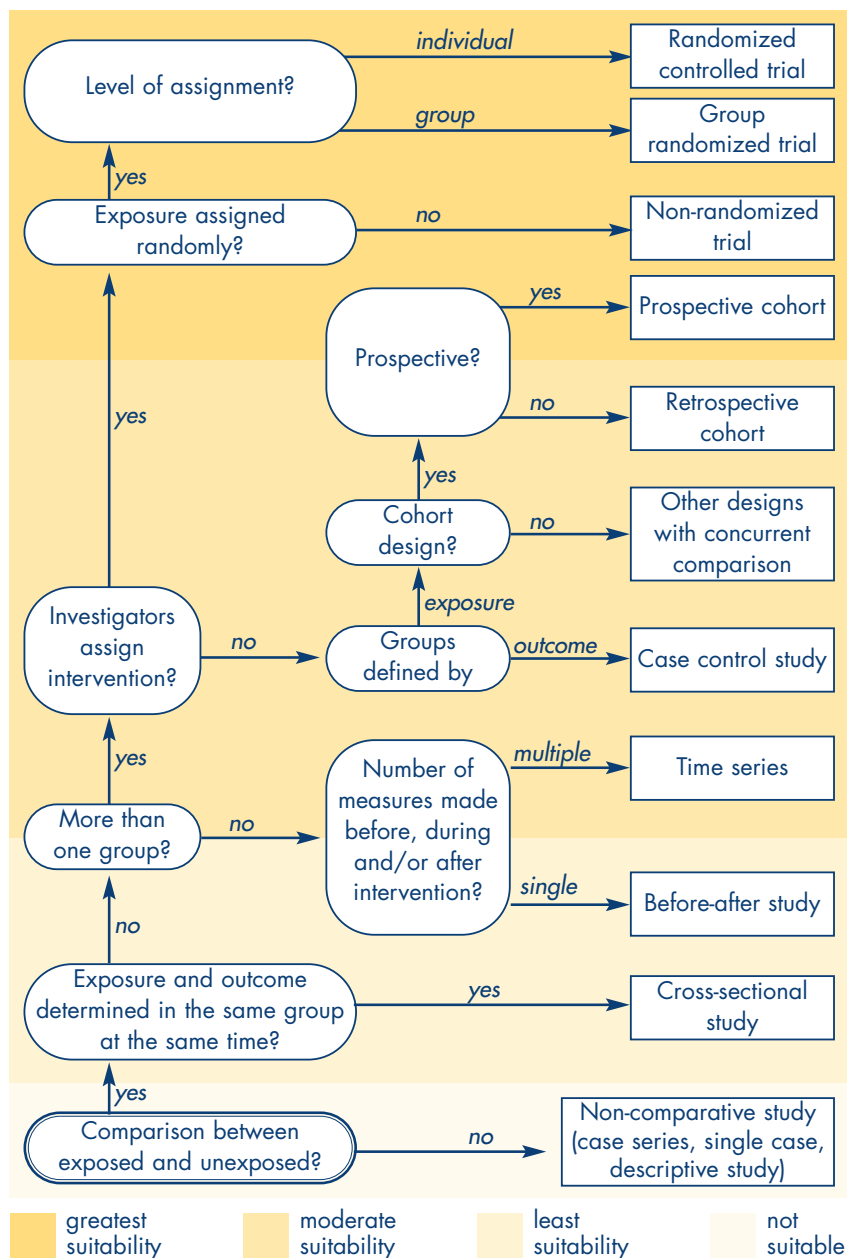 individual
Randomized
controlled trial
Level of assignment?
group
Group
randomized trial
yes
Exposure assigned
randomly?
no
Non-randomized
trial
yes
Prospective cohort
Prospective?
yes
no
Retrospective
cohort
yes
Cohort
design?
no
Other designs
with concurrent
comparison
exposure
Investigators
assign
intervention?
no
Groups
defined by
outcome
Case control study
yes
Number of
measures made
before, during
and/or after
intervention?
multiple
Time series
More than
one group?
no
single
Before-after study
no
Exposure and outcome
determined in the same group
at the same time?
yes
Cross-sectional
study
yes
Comparison between
exposed and unexposed?
no
Non-comparative study
(case series, single case,
descriptive study)
greatest
suitability
moderate
suitability
least
suitability
not
suitable